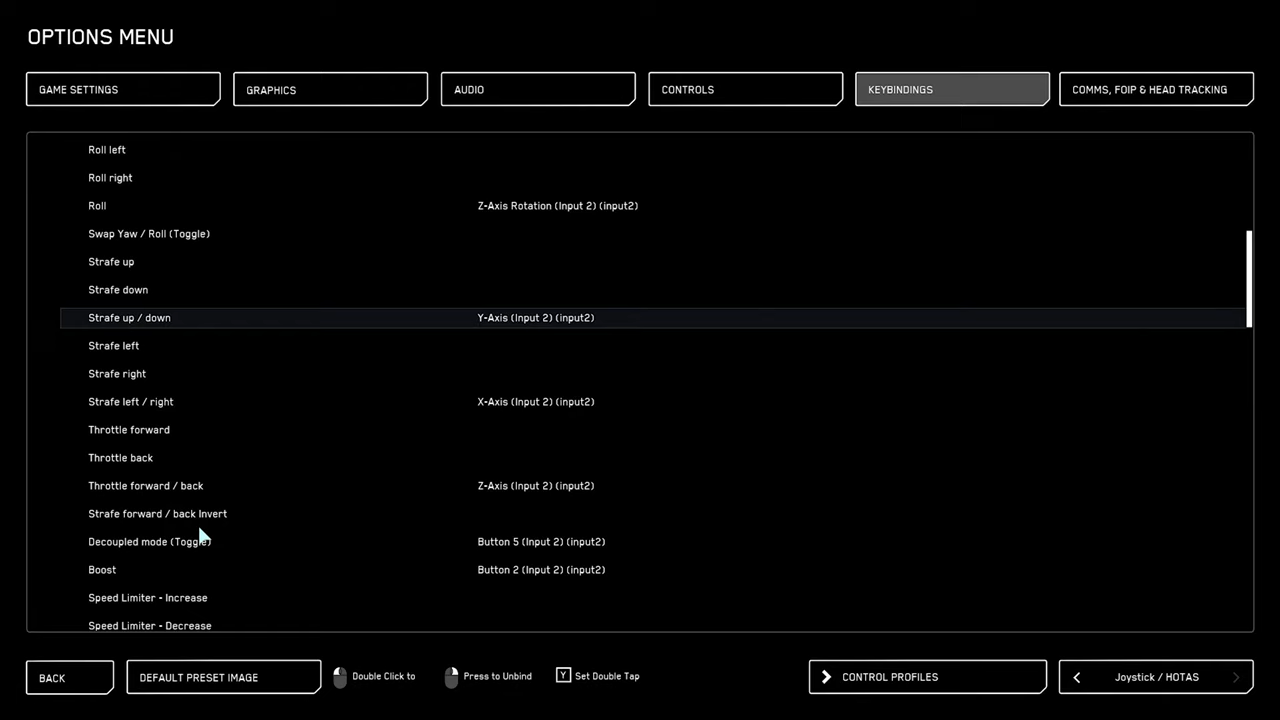 OPTIONS MENU
GAME SETTINGS
GRAPHICS
AUDIO
CONTROLS
KEYBINDINGS
COMMS, FOIP & HEAD TRACKING
Roll left
Roll right
Roll Z-Axis Rotation (Input 2) (input2)
Swap Yaw / Roll (Toggle)
Strafe up
Strafe down
Strafe up / down Y-Axis (Input 2) (input2)
Strafe left
Strafe right
Strafe left / right X-Axis (Input 2) (input2)
Throttle forward
Throttle back
Throttle forward / back Z-Axis (Input 2) (input2)
Strafe forward / back Invert
Decoupled mode (Toggle) Button 5 (Input 2) (input2)
Boost Button 2 (Input 2) (input2)
Speed Limiter - Increase
Speed Limiter - Decrease
BACK
DEFAULT PRESET IMAGE
Double Click to
Press to Unbind
Y Set Double Tap
CONTROL PROFILES
Joystick / HOTAS